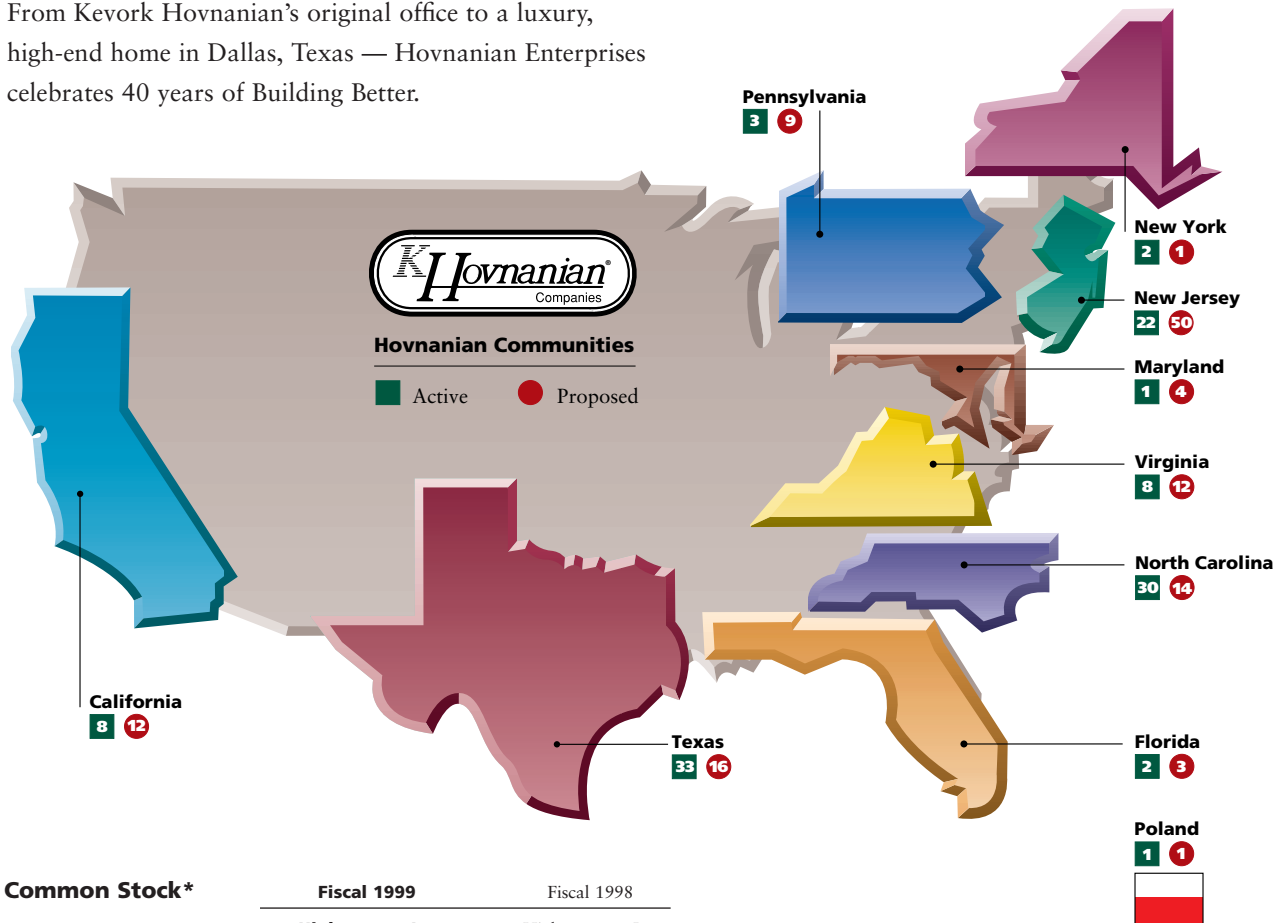 From Kevork Hovnanian’s original office to a luxury,
high-end home in Dallas, Texas — Hovnanian Enterprises
celebrates 40 years of Building Better.
Pennsylvania
3 9
New York
2 1
New Jersey
22 50
K Hovnanian®
Companies
Hovnanian Communities
Active Proposed
Maryland
1 4
Virginia
8 12
North Carolina
30 14
California
8 12
Texas
33 16
Florida
2 3
Poland
1 1
Common Stock* Fiscal 1999 Fiscal 1998